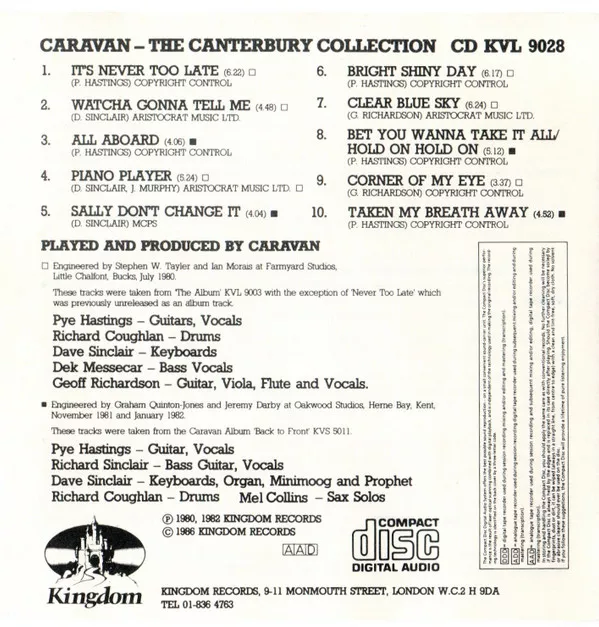 CARAVAN – THE CANTERBURY COLLECTION CD KVL 9028
1. IT'S NEVER TOO LATE (6.22) □
(P. HASTINGS) COPYRIGHT CONTROL
2. WATCHA GONNA TELL ME (4.48) □
(D. SINCLAIR) ARISTOCRAT MUSIC LTD.
3. ALL ABOARD (4.06) ■
(P. HASTINGS) COPYRIGHT CONTROL
4. PIANO PLAYER (5.24) □
(D. SINCLAIR, J. MURPHY) ARISTOCRAT MUSIC LTD. □
5. SALLY DON'T CHANGE IT (4.04) ■
(D. SINCLAIR) MCPS
6. BRIGHT SHINY DAY (6.17) □
(P. HASTINGS) COPYRIGHT CONTROL
7. CLEAR BLUE SKY (6.24) □
(G. RICHARDSON) ARISTOCRAT MUSIC LTD.
8. BET YOU WANNA TAKE IT ALL/
HOLD ON HOLD ON (5.12) ■
(P. HASTINGS) COPYRIGHT CONTROL
9. CORNER OF MY EYE (3.37) □
(G. RICHARDSON) COPYRIGHT CONTROL
10. TAKEN MY BREATH AWAY (4.52) ■
(P. HASTINGS) COPYRIGHT CONTROL
PLAYED AND PRODUCED BY CARAVAN
□ Engineered by Stephen W. Tayler and Ian Morais at Farmyard Studios,
Little Chalfont, Bucks, July 1980.
These tracks were taken from 'The Album' KVL 9003 with the exception of 'Never Too Late' which
was previously unreleased as an album track.
Pye Hastings – Guitars, Vocals
Richard Coughlan – Drums
Dave Sinclair – Keyboards
Dek Messecar – Bass Vocals
Geoff Richardson – Guitar, Viola, Flute and Vocals.
■ Engineered by Graham Quinton-Jones and Jeremy Darby at Oakwood Studios, Herne Bay, Kent,
November 1981 and January 1982.
These tracks were taken from the Caravan Album 'Back to Front' KVS 5011.
Pye Hastings – Guitar, Vocals
Richard Sinclair – Bass Guitar, Vocals
Dave Sinclair – Keyboards, Organ, Minimoog and Prophet
Richard Coughlan – Drums Mel Collins – Sax Solos
℗ 1980, 1982 KINGDOM RECORDS
© 1986 KINGDOM RECORDS
AAD
COMPACT
disc
DIGITAL AUDIO
Kingdom
KINGDOM RECORDS, 9-11 MONMOUTH STREET, LONDON W.C.2 H 9DA
TEL 01-836 4763